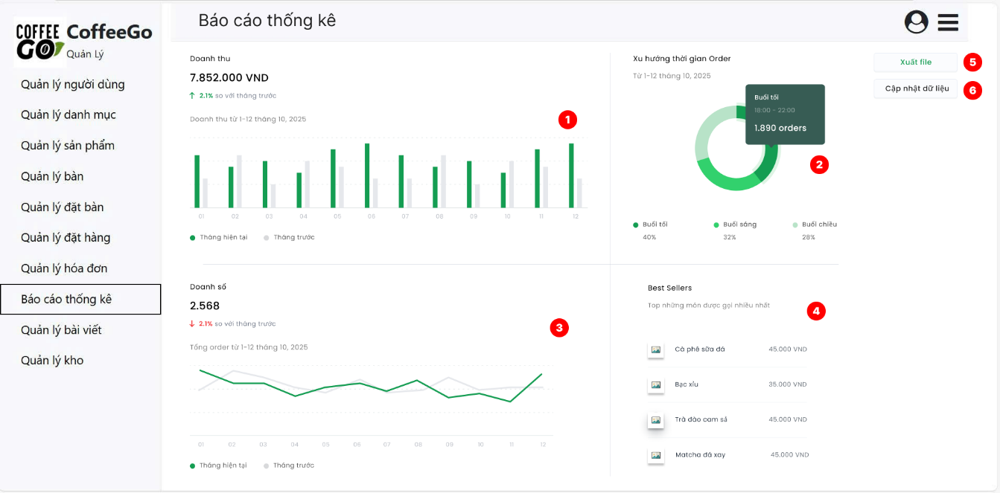 COFFEE
GO
CoffeeGo
Quản Lý
Quản lý người dùng
Quản lý danh mục
Quản lý sản phẩm
Quản lý bàn
Quản lý đặt bàn
Quản lý đặt hàng
Quản lý hóa đơn
Báo cáo thống kê
Quản lý bài viết
Quản lý kho
Báo cáo thống kê
Doanh thu
7.852.000 VND
2.1% so với tháng trước
Doanh thu từ 1-12 tháng 10, 2025
1
01 02 03 04 05 06 07 08 09 10 11 12
Tháng hiện tại Tháng trước
Xu hướng thời gian Order
Từ 1-12 tháng 10, 2025
Buổi tối
18:00 - 22:00
1.890 orders
2
Buổi tối Buổi sáng Buổi chiều
40% 32% 28%
Xuất file 5
Cập nhật dữ liệu 6
Doanh số
2.568
2.1% so với tháng trước
Tổng order từ 1-12 tháng 10, 2025
3
01 02 03 04 05 06 07 08 09 10 11 12
Tháng hiện tại Tháng trước
Best Sellers
Top những món được gọi nhiều nhất
4
Cà phê sữa đá 45.000 VND
Bạc xỉu 35.000 VND
Trà đào cam sả 45.000 VND
Matcha đá xay 45.000 VND